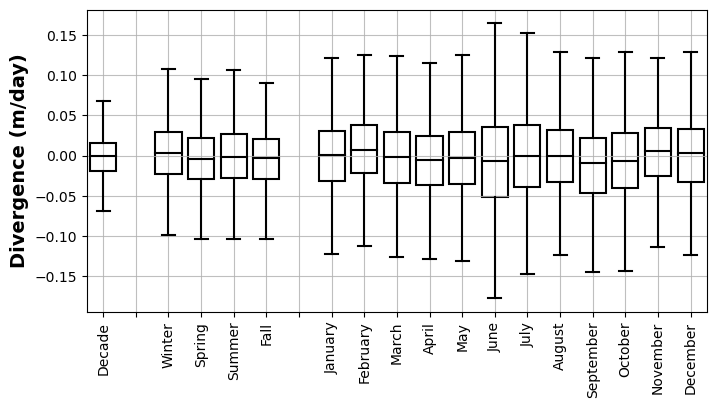 Divergence (m/day)
0.15
0.10
0.05
0.00
−0.05
−0.10
−0.15
Decade
Winter
Spring
Summer
Fall
January
February
March
April
May
June
July
August
September
October
November
December